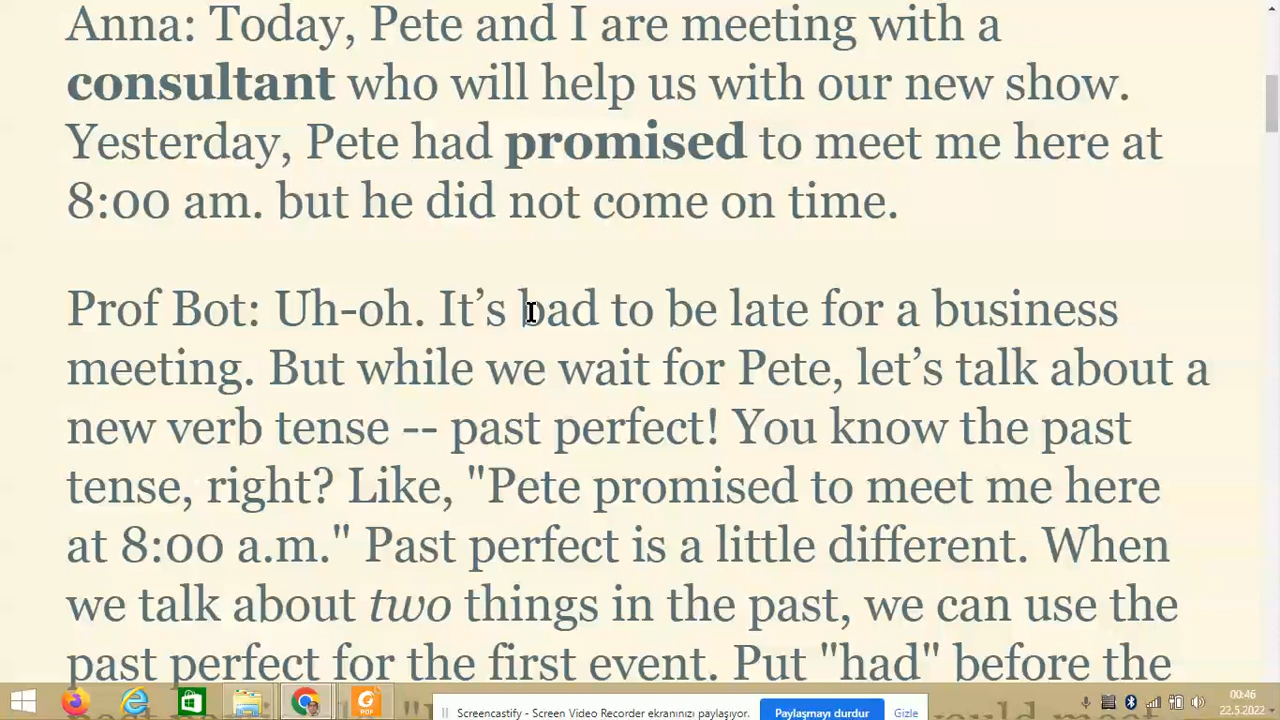 Anna: Today, Pete and I are meeting with a
consultant who will help us with our new show.
Yesterday, Pete had promised to meet me here at
8:00 am. but he did not come on time.
Prof Bot: Uh-oh. It’s bad to be late for a business
meeting. But while we wait for Pete, let’s talk about a
new verb tense -- past perfect! You know the past
tense, right? Like, "Pete promised to meet me here
at 8:00 a.m." Past perfect is a little different. When
we talk about two things in the past, we can use the
past perfect for the first event. Put "had" before the
Screencastify - Screen Video Recorder ekranınızı paylaşıyor.
Paylaşmayı durdur
Gizle
00:46
22.5.2022